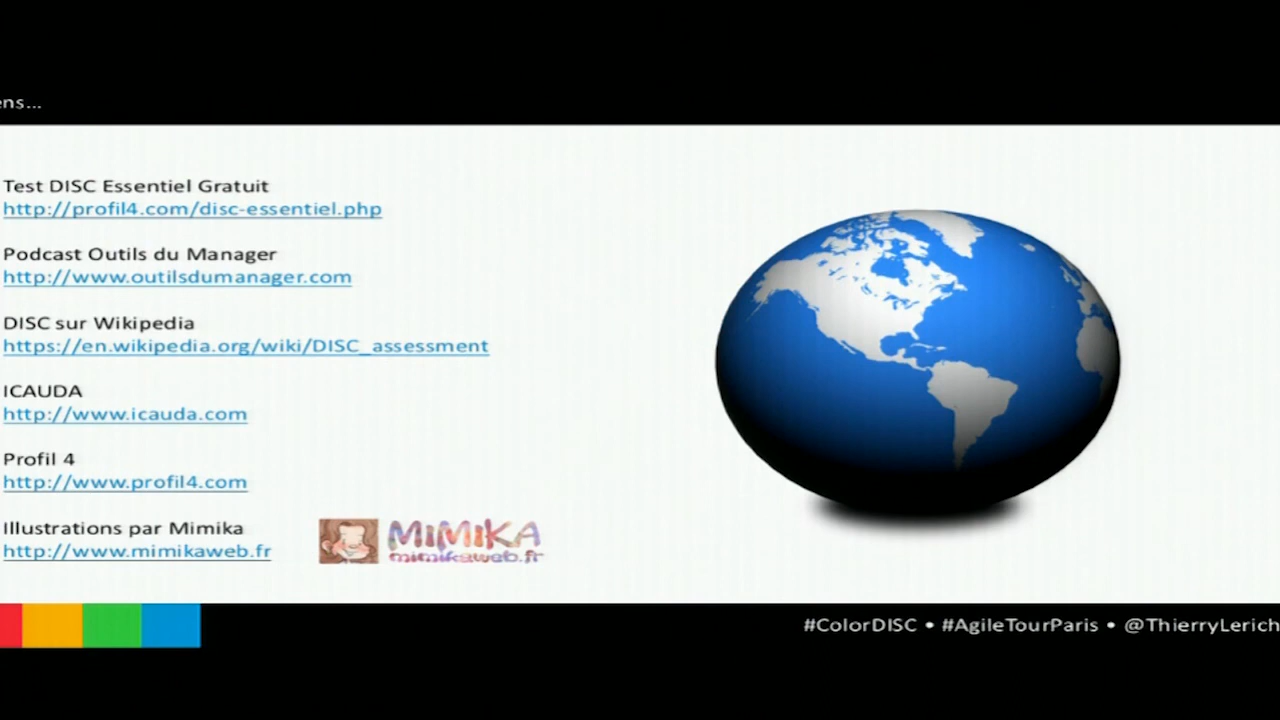 ens...
Test DISC Essentiel Gratuit
http://profil4.com/disc-essentiel.php
Podcast Outils du Manager
http://www.outilsdumanager.com
DISC sur Wikipedia
https://en.wikipedia.org/wiki/DISC_assessment
ICAUDA
http://www.icauda.com
Profil 4
http://www.profil4.com
Illustrations par Mimika
http://www.mimikaweb.fr
MIMIKA
mimikaweb.fr
#ColorDISC • #AgileTourParis • @ThierryLerich